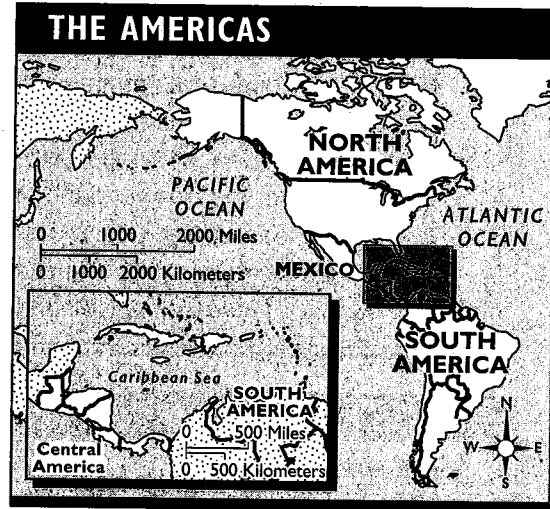 THE AMERICAS
NORTH
AMERICA
PACIFIC
OCEAN
ATLANTIC
OCEAN
0 1000 2000 Miles
0 1000 2000 Kilometers
MEXICO
SOUTH
AMERICA
N
W E
S
Caribbean Sea
SOUTH
AMERICA
0 500 Miles
0 500 Kilometers
Central
America